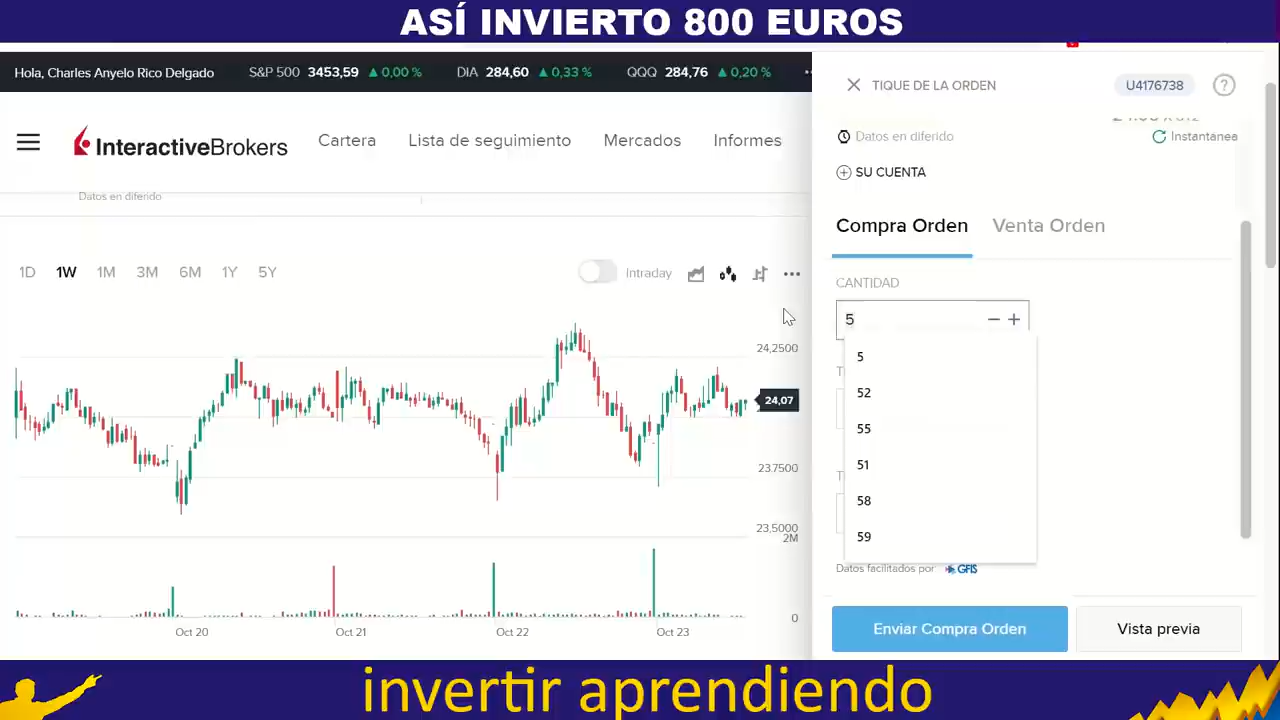 ASÍ INVIERTO 800 EUROS
Hola, Charles Anyelo Rico Delgado
S&P 500 3453,59 ▲ 0,00 %
DIA 284,60 ▲ 0,33 %
QQQ 284,76 ▲ 0,20 %
InteractiveBrokers
Cartera
Lista de seguimiento
Mercados
Informes
Datos en diferido
1D 1W 1M 3M 6M 1Y 5Y
Intraday
24,2500
24,07
23,7500
23,5000
2M
0
Oct 20
Oct 21
Oct 22
Oct 23
TIQUE DE LA ORDEN
U4176738
?
Datos en diferido
Instantánea
SU CUENTA
Compra Orden
Venta Orden
CANTIDAD
5
5
52
55
51
58
59
Datos facilitados por GFIS
Enviar Compra Orden
Vista previa
invertir aprendiendo